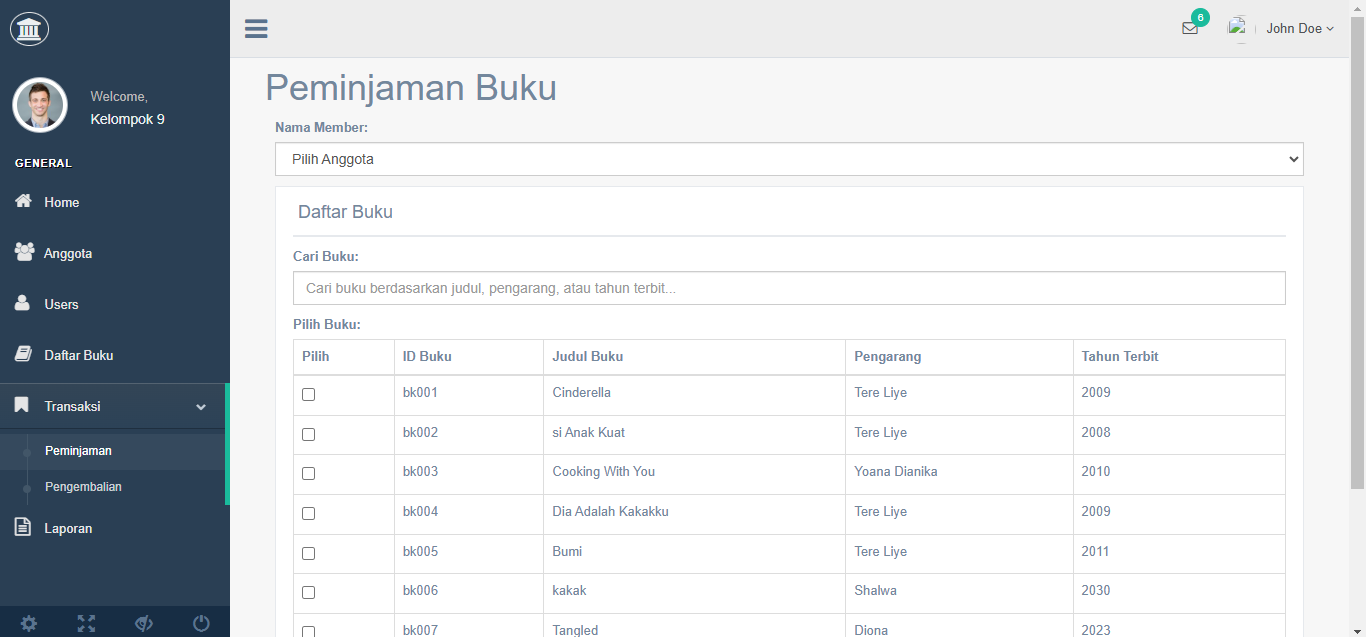 6
John Doe
Welcome,
Kelompok 9
GENERAL
Home
Anggota
Users
Daftar Buku
Transaksi
Peminjaman
Pengembalian
Laporan
Peminjaman Buku
Nama Member:
Pilih Anggota
Daftar Buku
Cari Buku:
Cari buku berdasarkan judul, pengarang, atau tahun terbit...
Pilih Buku:
Pilih ID Buku Judul Buku Pengarang Tahun Terbit
bk001 Cinderella Tere Liye 2009
bk002 si Anak Kuat Tere Liye 2008
bk003 Cooking With You Yoana Dianika 2010
bk004 Dia Adalah Kakakku Tere Liye 2009
bk005 Bumi Tere Liye 2011
bk006 kakak Shalwa 2030
bk007 Tangled Diona 2023